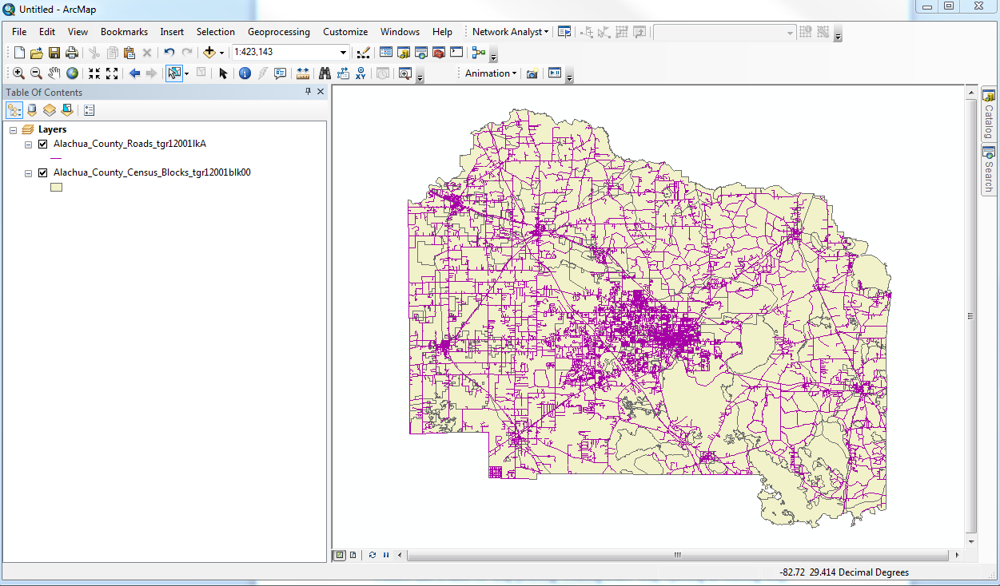 Untitled - ArcMap
File Edit View Bookmarks Insert Selection Geoprocessing Customize Windows Help Network Analyst
1:423,143
Animation
Table Of Contents
Layers
Alachua_County_Roads_tgr12001lkA
Alachua_County_Census_Blocks_tgr12001blk00
Catalog
Search
-82.72 29.414 Decimal Degrees